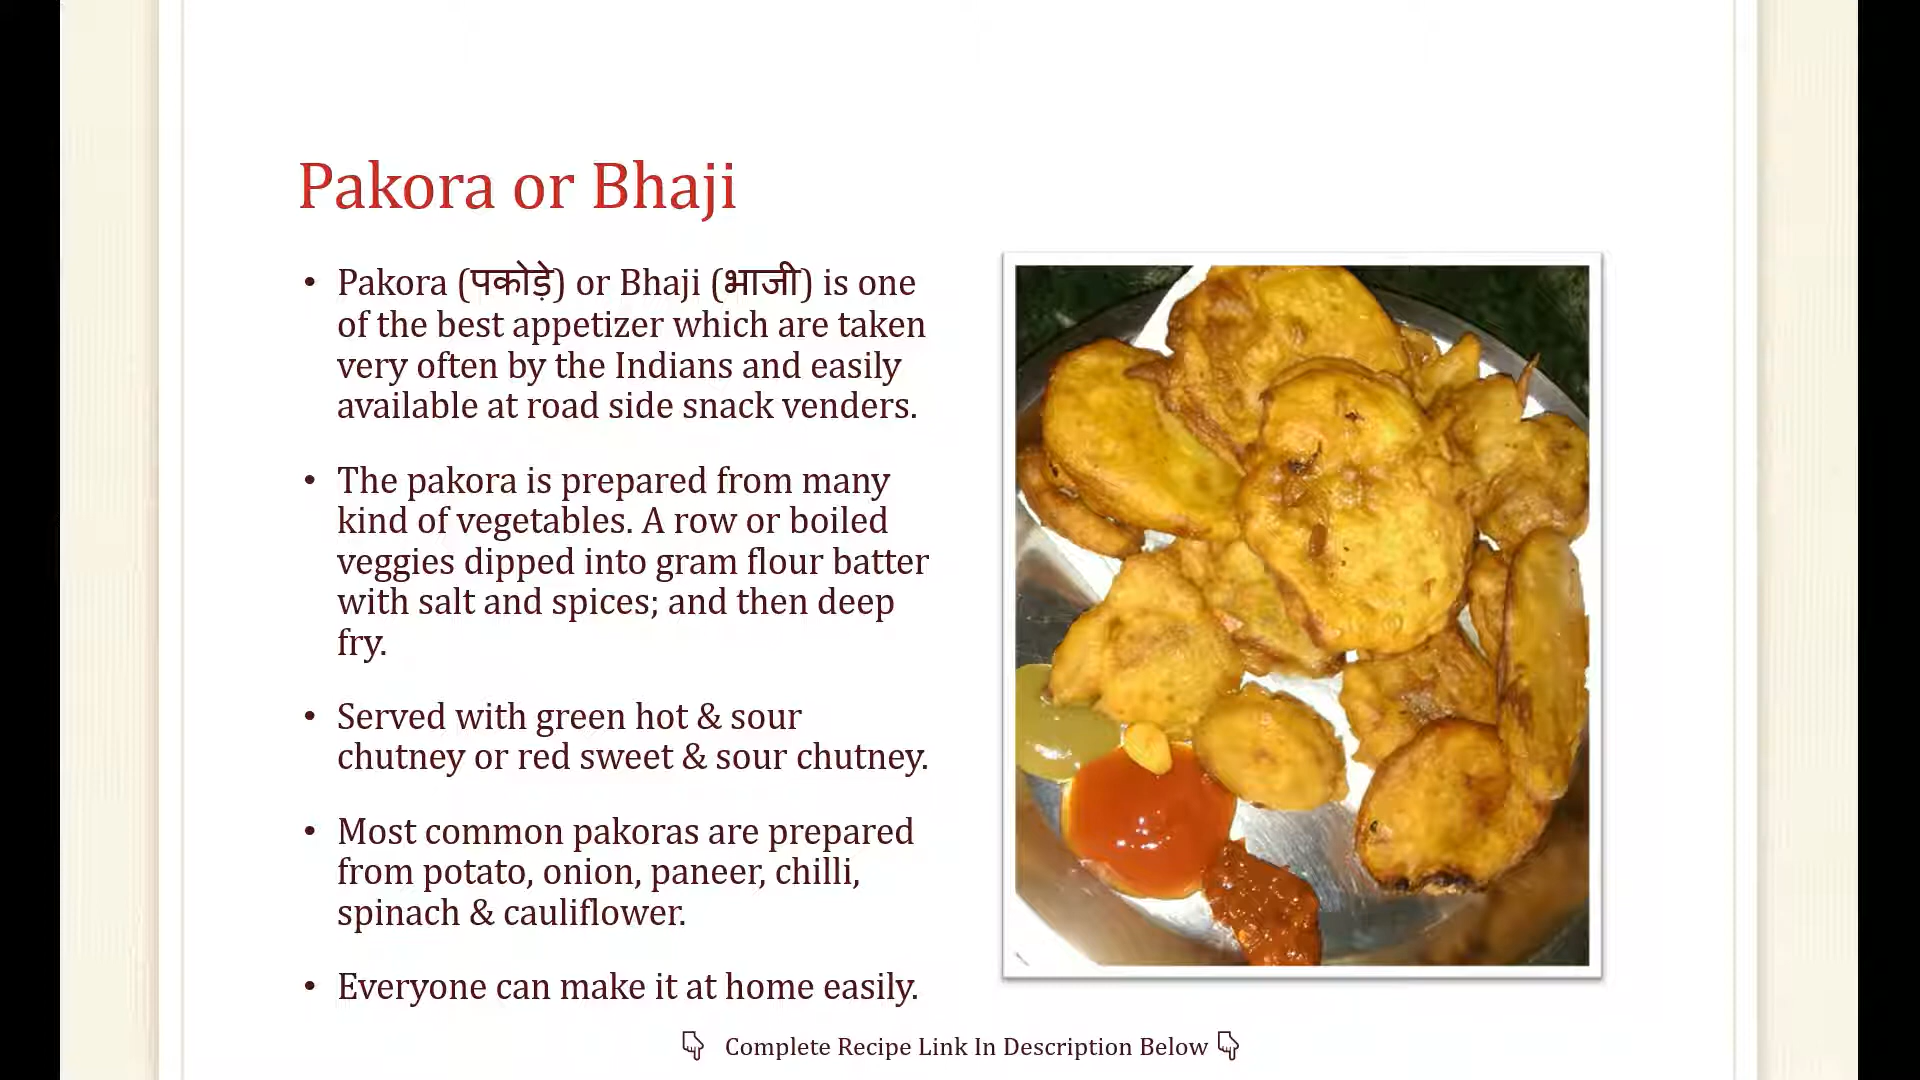 Pakora or Bhaji
• Pakora (पकोड़े) or Bhaji (भाजी) is one
of the best appetizer which are taken
very often by the Indians and easily
available at road side snack venders.
• The pakora is prepared from many
kind of vegetables. A row or boiled
veggies dipped into gram flour batter
with salt and spices; and then deep
fry.
• Served with green hot & sour
chutney or red sweet & sour chutney.
• Most common pakoras are prepared
from potato, onion, paneer, chilli,
spinach & cauliflower.
• Everyone can make it at home easily.
👇 Complete Recipe Link In Description Below 👇